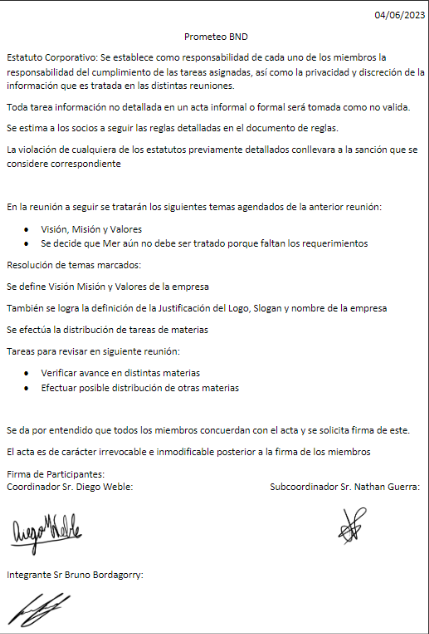 04/06/2023
Prometeo BND
Estatuto Corporativo: Se establece como responsabilidad de cada uno de los miembros la
responsabilidad del cumplimiento de las tareas asignadas, así como la privacidad y discreción de la
información que es tratada en las distintas reuniones.
Toda tarea información no detallada en un acta informal o formal será tomada como no valida.
Se estima a los socios a seguir las reglas detalladas en el documento de reglas.
La violación de cualquiera de los estatutos previamente detallados conllevara a la sanción que se
considere correspondiente
En la reunión a seguir se tratarán los siguientes temas agendados de la anterior reunión:
• Visión, Misión y Valores
• Se decide que Mer aún no debe ser tratado porque faltan los requerimientos
Resolución de temas marcados:
Se define Visión Misión y Valores de la empresa
También se logra la definición de la Justificación del Logo, Slogan y nombre de la empresa
Se efectúa la distribución de tareas de materias
Tareas para revisar en siguiente reunión:
• Verificar avance en distintas materias
• Efectuar posible distribución de otras materias
Se da por entendido que todos los miembros concuerdan con el acta y se solicita firma de este.
El acta es de carácter irrevocable e inmodificable posterior a la firma de los miembros
Firma de Participantes:
Coordinador Sr. Diego Weble: Subcoordinador Sr. Nathan Guerra:
Diego Weble
Integrante Sr Bruno Bordagorry: